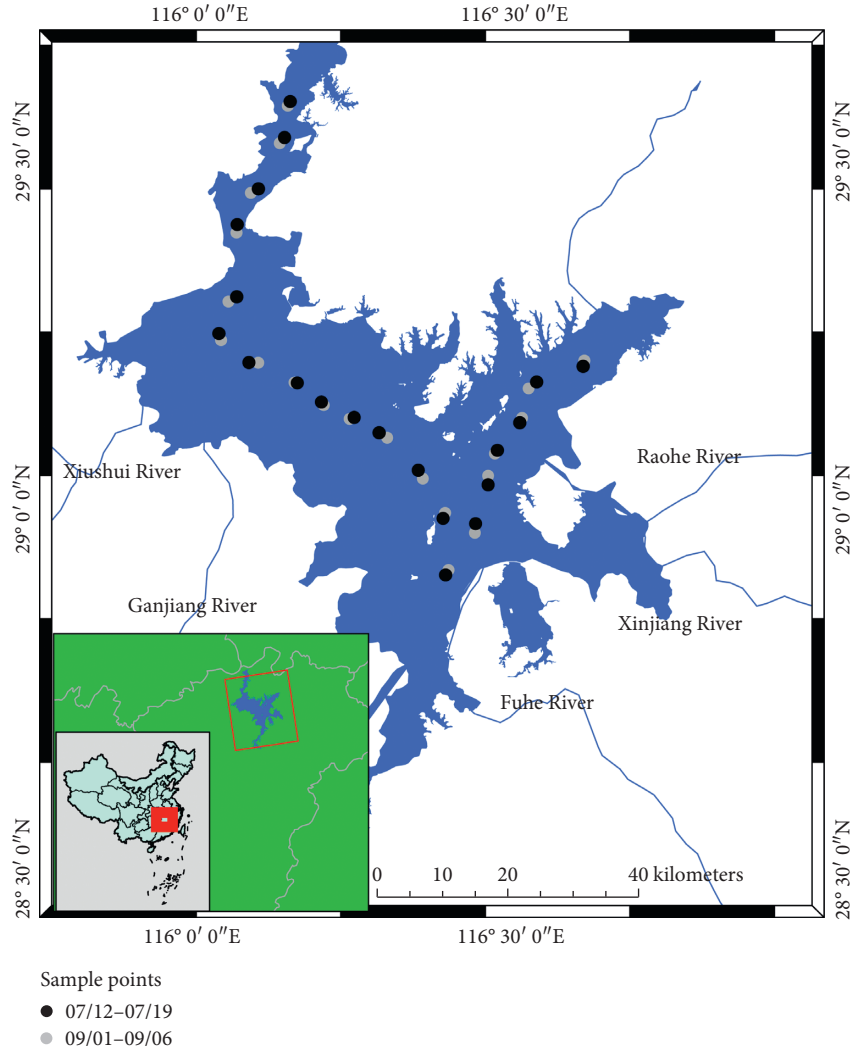 116° 0′ 0″E
116° 30′ 0″E
29° 30′ 0″N
29° 30′ 0″N
Xiushui River
Raohe River
29° 0′ 0″N
29° 0′ 0″N
Ganjiang River
Xinjiang River
Fuhe River
28° 30′ 0″N
28° 30′ 0″N
0
10
20
40 kilometers
116° 0′ 0″E
116° 30′ 0″E
Sample points
07/12–07/19
09/01–09/06